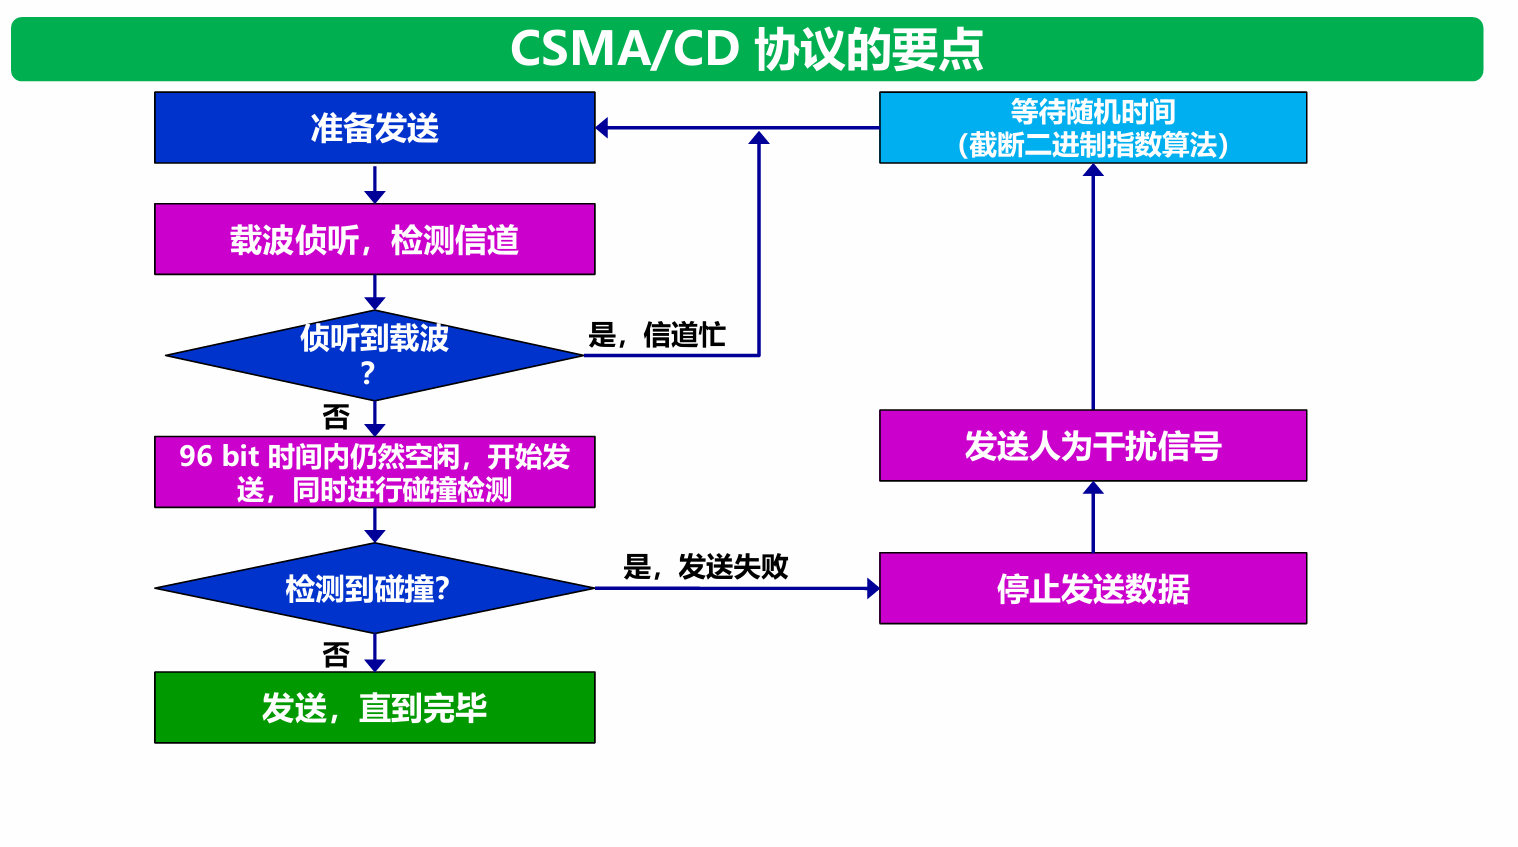 CSMA/CD 协议的要点
准备发送
等待随机时间
（截断二进制指数算法）
载波侦听，检测信道
侦听到载波
？
是，信道忙
否
96 bit 时间内仍然空闲，开始发
送，同时进行碰撞检测
发送人为干扰信号
检测到碰撞？
是，发送失败
停止发送数据
否
发送，直到完毕